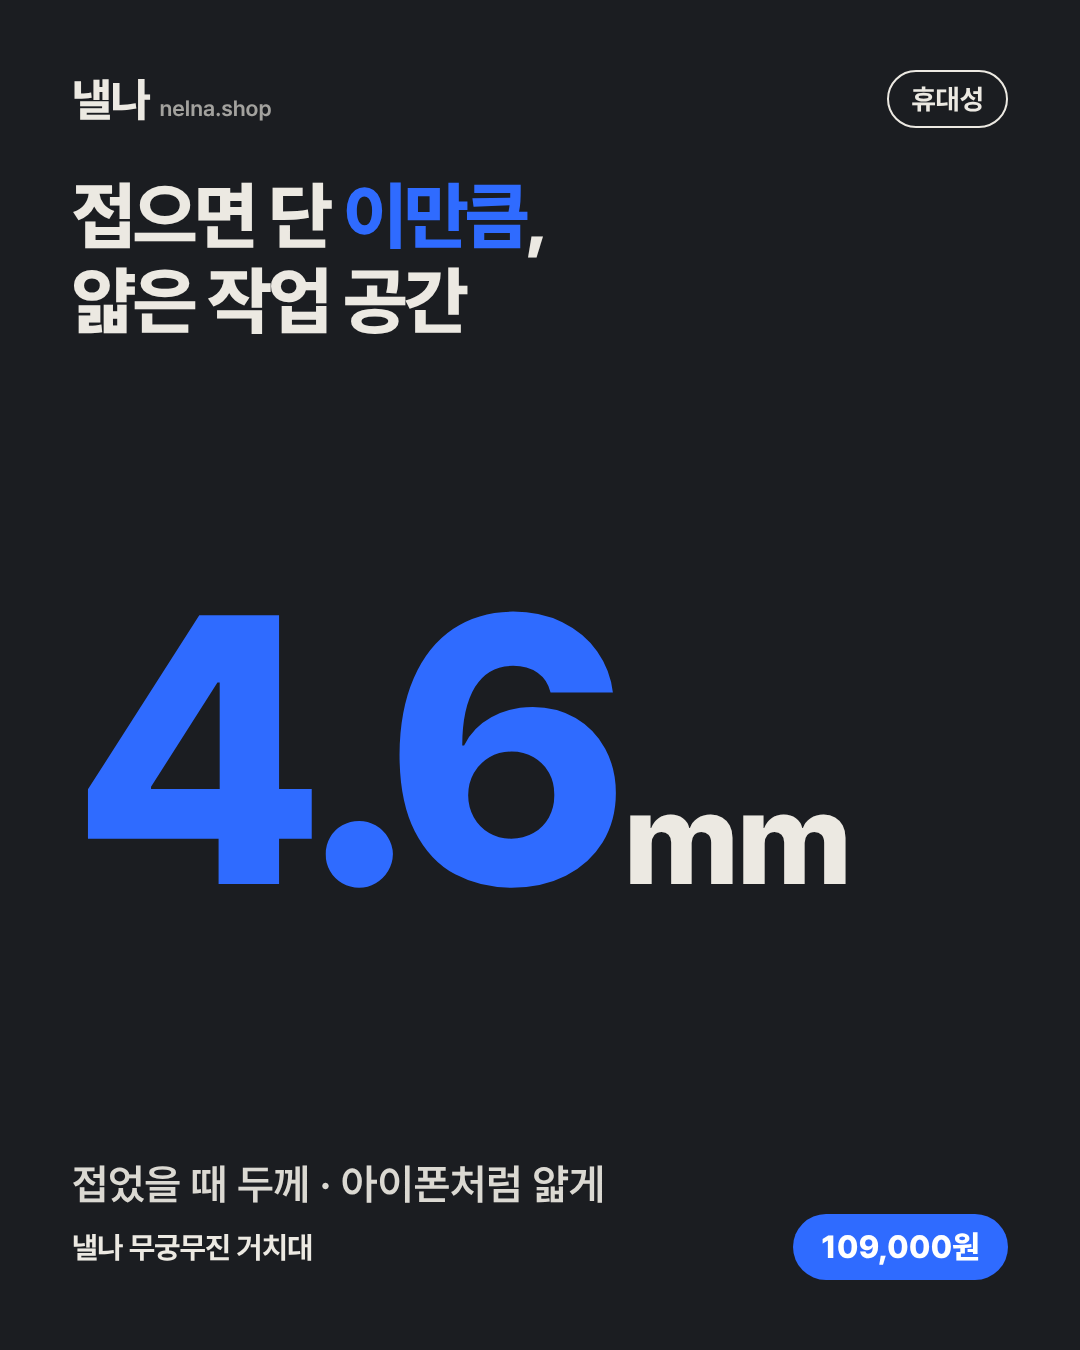 낼나 nelna.shop
휴대성
접으면 단 이만큼,
얇은 작업 공간
4.6mm
접었을 때 두께 · 아이폰처럼 얇게
낼나 무궁무진 거치대
109,000원